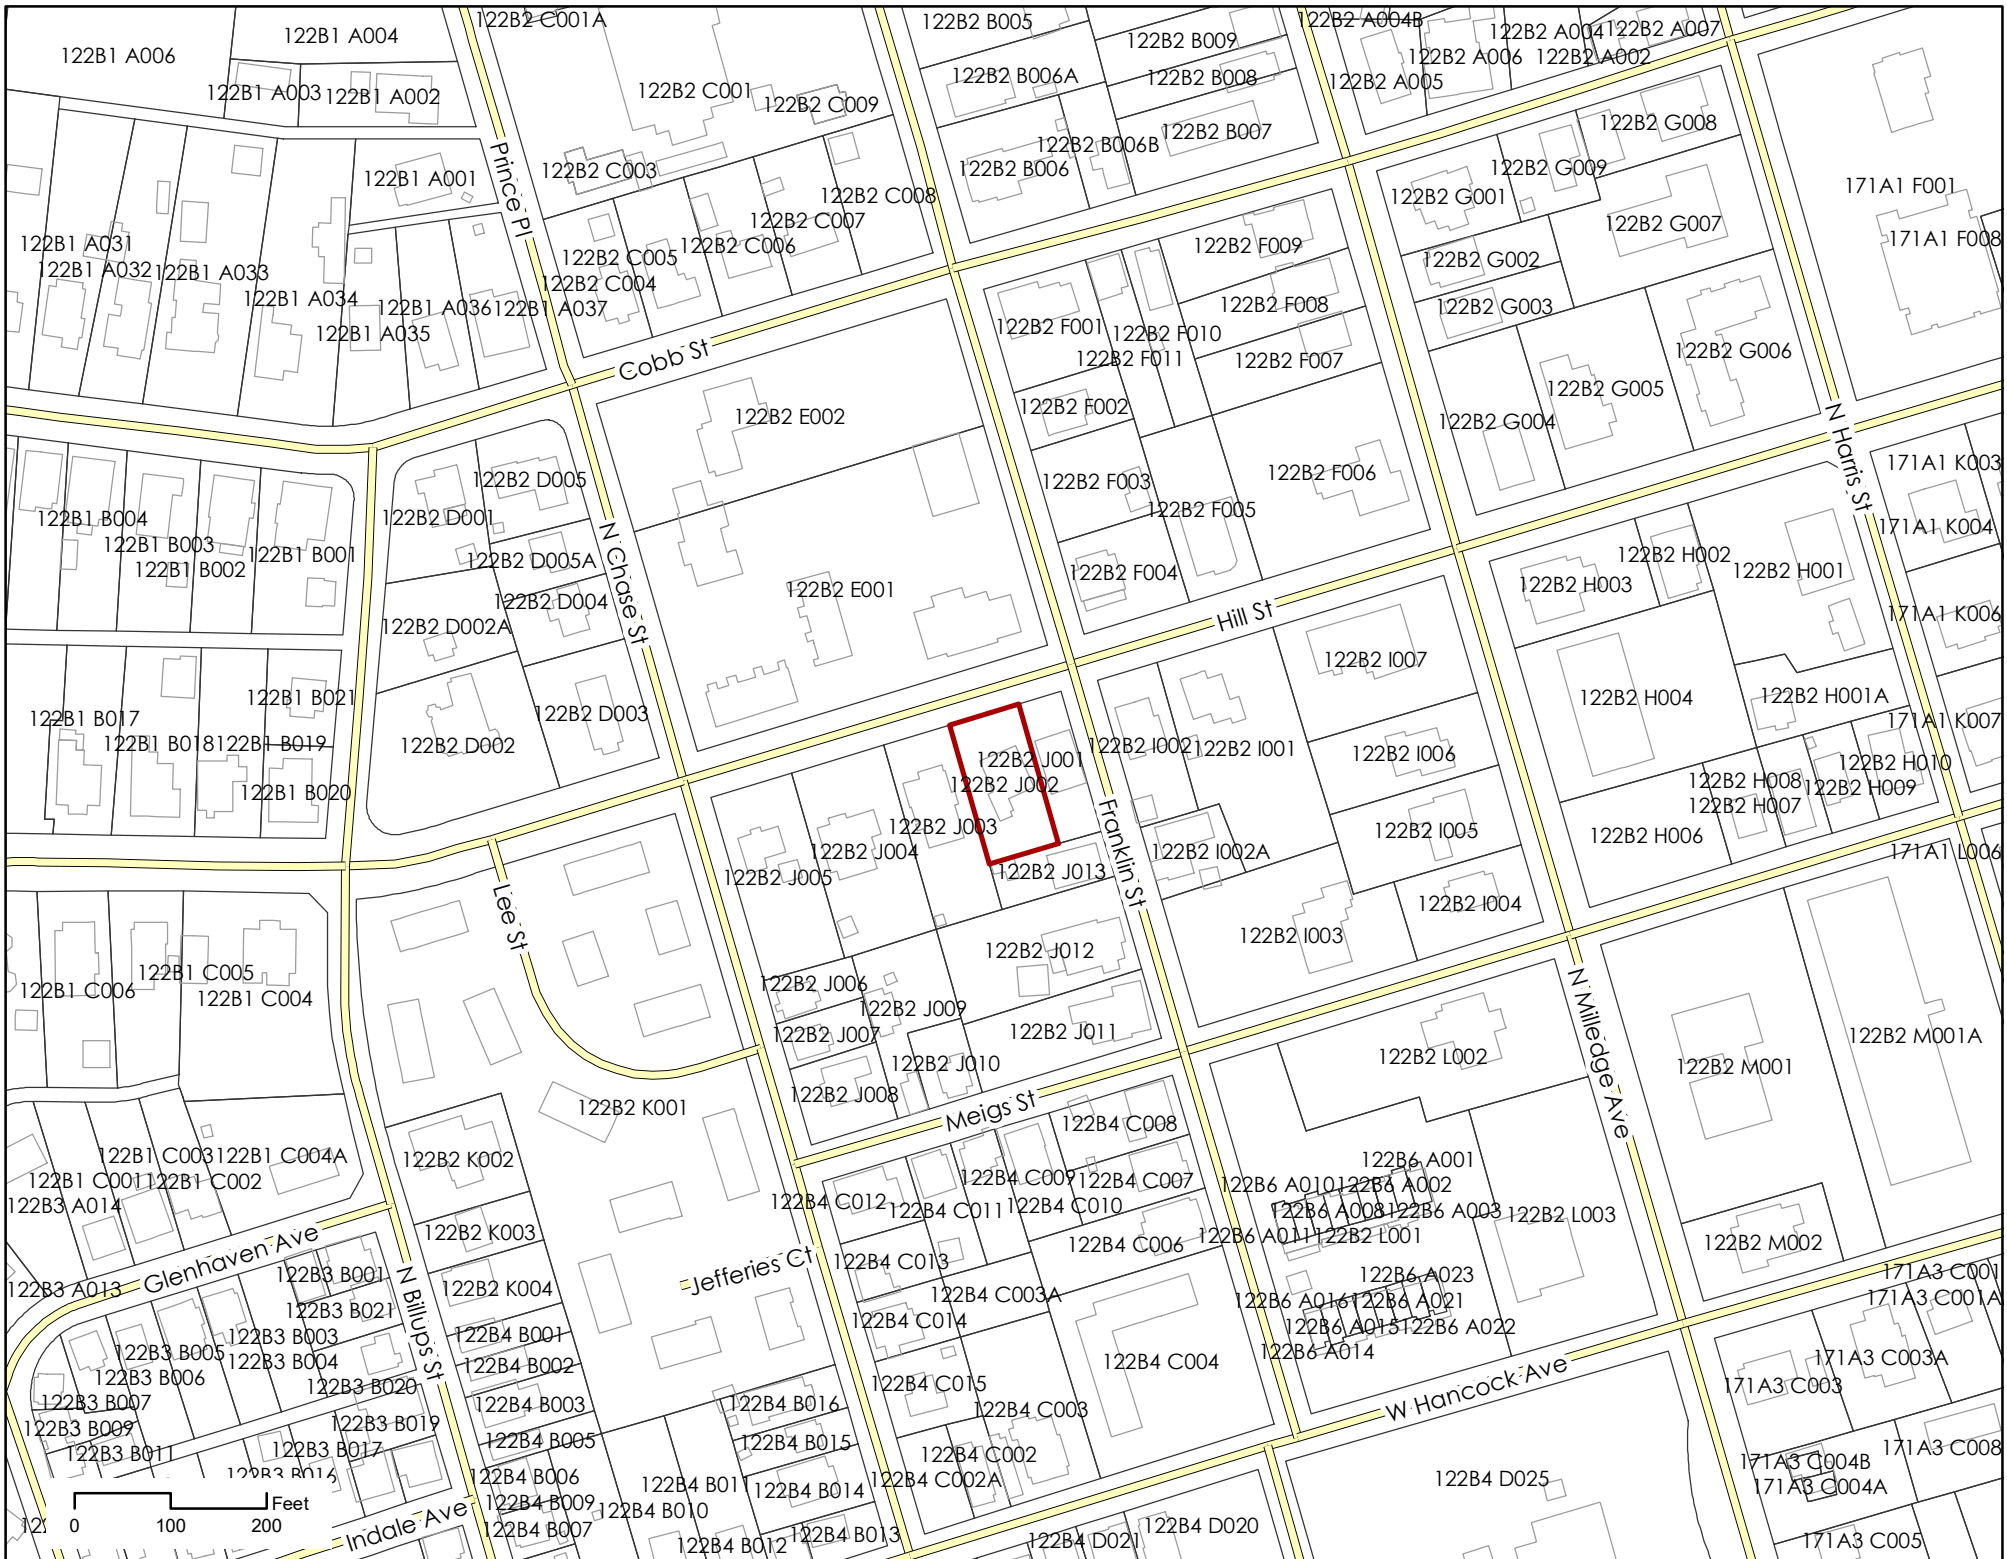 122B1 A006
122B1 A004
122B2 C001A
122B2 B005
122B2 A004B
122B2 A004
122B2 A007
122B2 B009
122B2 A006
122B2 A002
122B2 B006A
122B2 B008
122B2 A005
122B1 A003
122B1 A002
122B2 C001
122B2 C009
122B2 B007
122B2 G008
Prince Pl
122B2 B006B
122B1 A001
122B2 C003
122B2 B006
122B2 G009
122B2 G001
171A1 F001
122B2 C008
122B2 C007
122B2 G007
122B1 A031
122B2 C006
122B2 F009
171A1 F008
122B2 C005
122B2 G002
122B1 A032
122B1 A033
122B2 C004
122B1 A034
122B1 A036
122B1 A037
122B2 F008
122B2 G003
122B1 A035
122B2 F001
122B2 F010
122B2 F011
122B2 F007
122B2 G006
Cobb St
122B2 G005
122B2 E002
122B2 F002
122B2 G004
N Harris St
122B2 D005
122B2 F003
122B2 F006
171A1 K003
122B1 B004
122B2 D001
122B2 F005
171A1 K004
122B1 B003
122B1 B001
122B1 B002
122B2 D005A
N Chase St
122B2 H002
122B2 F004
122B2 H003
122B2 H001
122B2 D004
122B2 E001
Hill St
171A1 K006
122B2 D002A
122B2 I007
122B1 B021
122B2 H004
122B2 H001A
122B1 B017
122B2 D003
171A1 K007
122B1 B018
122B1 B019
122B2 D002
122B2 I002
122B2 I001
122B2 I006
122B2 J001
122B2 J002
122B2 H010
122B2 H008
122B2 H009
122B1 B020
122B2 H007
122B2 J003
Franklin St
122B2 I005
122B2 H006
122B2 J004
122B2 I002A
171A1 L006
122B2 J005
122B2 J013
Lee St
122B2 I004
122B2 I003
122B2 J012
122B1 C005
122B1 C006
122B1 C004
122B2 J006
122B2 J009
N Milledge Ave
122B2 J007
122B2 J011
122B2 M001A
122B2 J010
122B2 L002
122B2 M001
122B2 J008
Meigs St
122B2 K001
122B4 C008
122B1 C003
122B1 C004A
122B2 K002
122B6 A001
122B1 C001
122B1 C002
122B4 C009
122B4 C007
122B6 A010
122B6 A002
122B3 A014
122B4 C012
122B4 C011
122B4 C010
122B6 A008
122B6 A003
122B2 L003
122B2 K003
122B6 A011
122B2 L001
122B4 C006
122B2 M002
Glenhaven Ave
Jefferies Ct
122B4 C013
122B3 B001
122B6 A023
171A3 C001
122B3 A013
122B2 K004
122B4 C003A
122B6 A016
122B6 A021
171A3 C001A
122B3 B021
N Billups St
122B4 C014
122B6 A015
122B6 A022
122B3 B003
122B4 B001
122B3 B005
122B6 A014
122B3 B004
122B4 B002
122B4 C004
171A3 C003A
122B3 B006
122B3 B020
122B4 C015
W Hancock Ave
171A3 C003
122B3 B007
122B4 B003
122B4 B016
122B4 C003
122B3 B009
122B3 B019
122B3 B011
122B3 B017
122B4 B005
122B4 B015
122B4 C002
171A3 C008
122B3 B016
122B4 B006
122B4 B011
122B4 B014
122B4 C002A
122B4 D025
171A3 C004B
171A3 C004A
122B4 B009
122B4 B010
Indale Ave
122B4 B007
122B4 B013
122B4 D020
122B4 B012
122B4 D021
171A3 C005
Feet
0 100 200